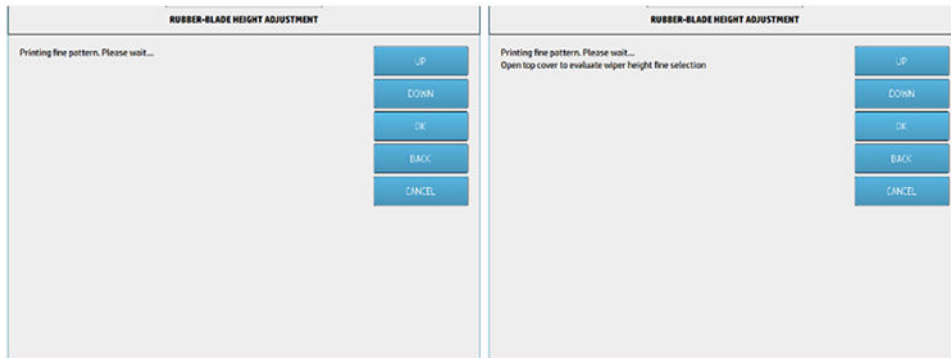 RUBBER-BLADE HEIGHT ADJUSTMENT
Printing fine pattern. Please wait...
UP
DOWN
OK
BACK
CANCEL
RUBBER-BLADE HEIGHT ADJUSTMENT
Printing fine pattern. Please wait...
Open top cover to evaluate wiper height fine selection
UP
DOWN
OK
BACK
CANCEL